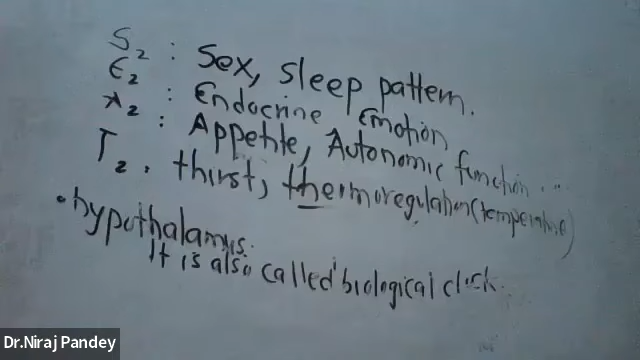 S₂ : Sex, sleep pattern.
E₂ : Endocrine Emotion
A₂ : Appetite, Autonomic function...
T₂ . thirst, thermoregulation(temperature)
• hypothalamus.
It is also called biological clock.
Dr.Niraj Pandey